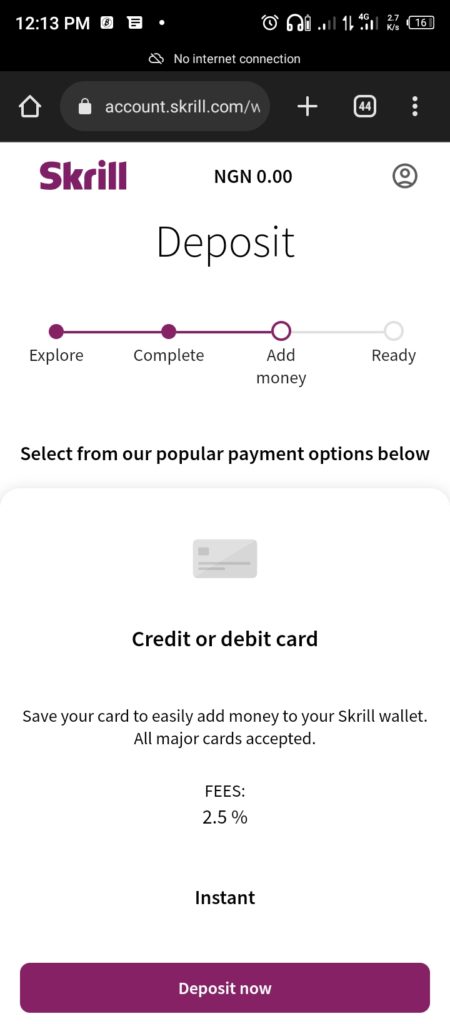 12:13 PM
4G
2.7
K/s
16
No internet connection
account.skrill.com/w
44
Skrill
NGN 0.00
Deposit
Explore
Complete
Add
money
Ready
Select from our popular payment options below
Credit or debit card
Save your card to easily add money to your Skrill wallet.
All major cards accepted.
FEES:
2.5 %
Instant
Deposit now